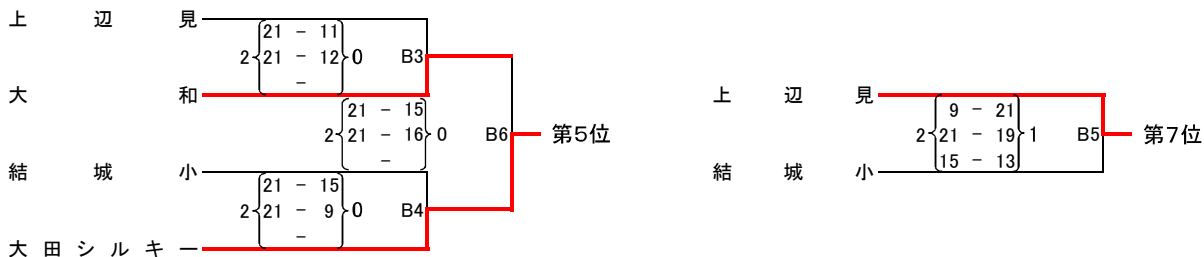 上辺見
21 - 11
2 21 - 12 0 B3
-
大和
21 - 15
2 21 - 16 0 B6 第5位
-
結城小
21 - 15
2 21 - 9 0 B4
-
大田シルキー
上辺見
9 - 21
2 21 - 19 1 B5 第7位
15 - 13
結城小